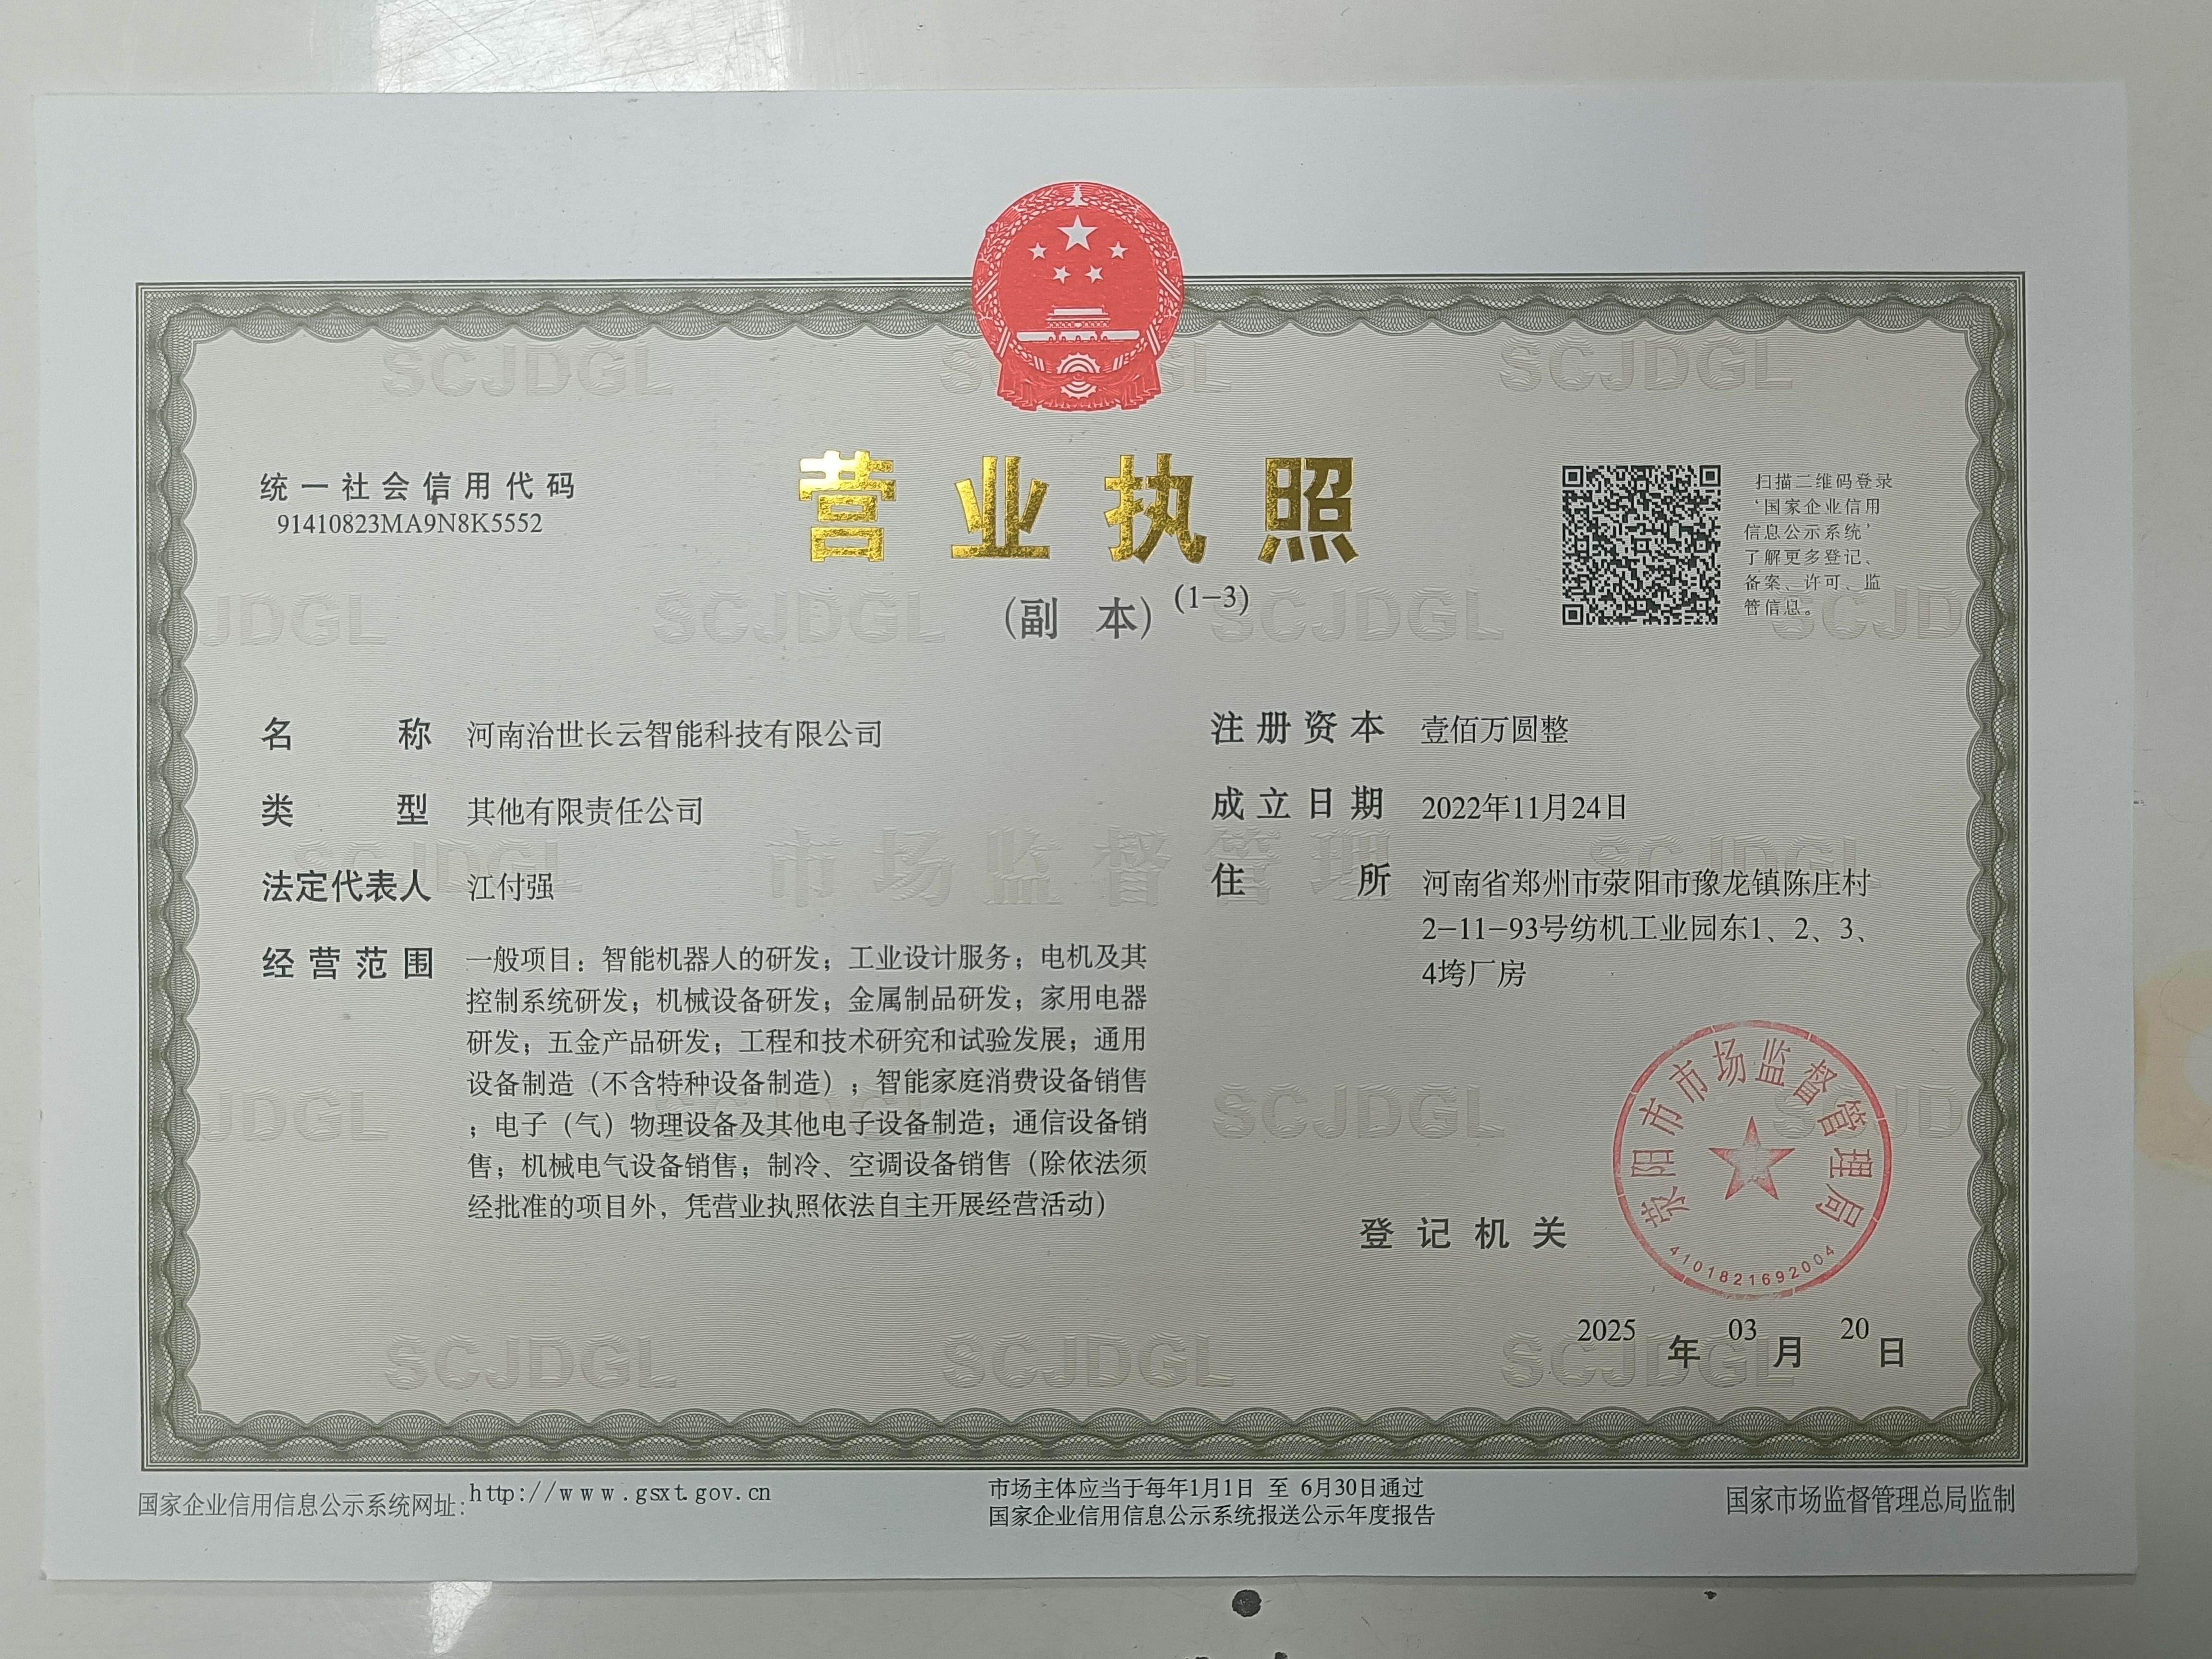 统一社会信用代码
91410823MA9N8K5552
营业执照
(副 本) (1-3)
扫描二维码登录
‘国家企业信用
信息公示系统’
了解更多登记、
备案、许可、监
管信息。
名 称 河南治世长云智能科技有限公司
类 型 其他有限责任公司
法定代表人 江付强
经营范围 一般项目：智能机器人的研发；工业设计服务；电机及其
控制系统研发；机械设备研发；金属制品研发；家用电器
研发；五金产品研发；工程和技术研究和试验发展；通用
设备制造（不含特种设备制造）；智能家庭消费设备销售
；电子（气）物理设备及其他电子设备制造；通信设备销
售；机械电气设备销售；制冷、空调设备销售（除依法须
经批准的项目外，凭营业执照依法自主开展经营活动）
注册资本 壹佰万圆整
成立日期 2022年11月24日
住 所 河南省郑州市荥阳市豫龙镇陈庄村
2-11-93号纺机工业园东1、2、3、
4垮厂房
登记机关
荥阳市市场监督管理局
4101821692004
2025 年 03 月 20 日
国家企业信用信息公示系统网址: http://www.gsxt.gov.cn
市场主体应当于每年1月1日 至 6月30日通过
国家企业信用信息公示系统报送公示年度报告
国家市场监督管理总局监制
SCJDGL
市场监督管理